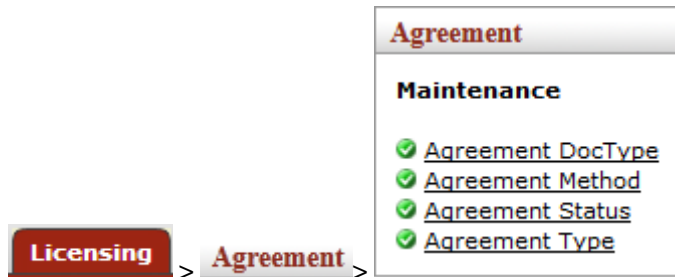 Agreement
Maintenance
Agreement DocType
Agreement Method
Agreement Status
Agreement Type
Licensing > Agreement >